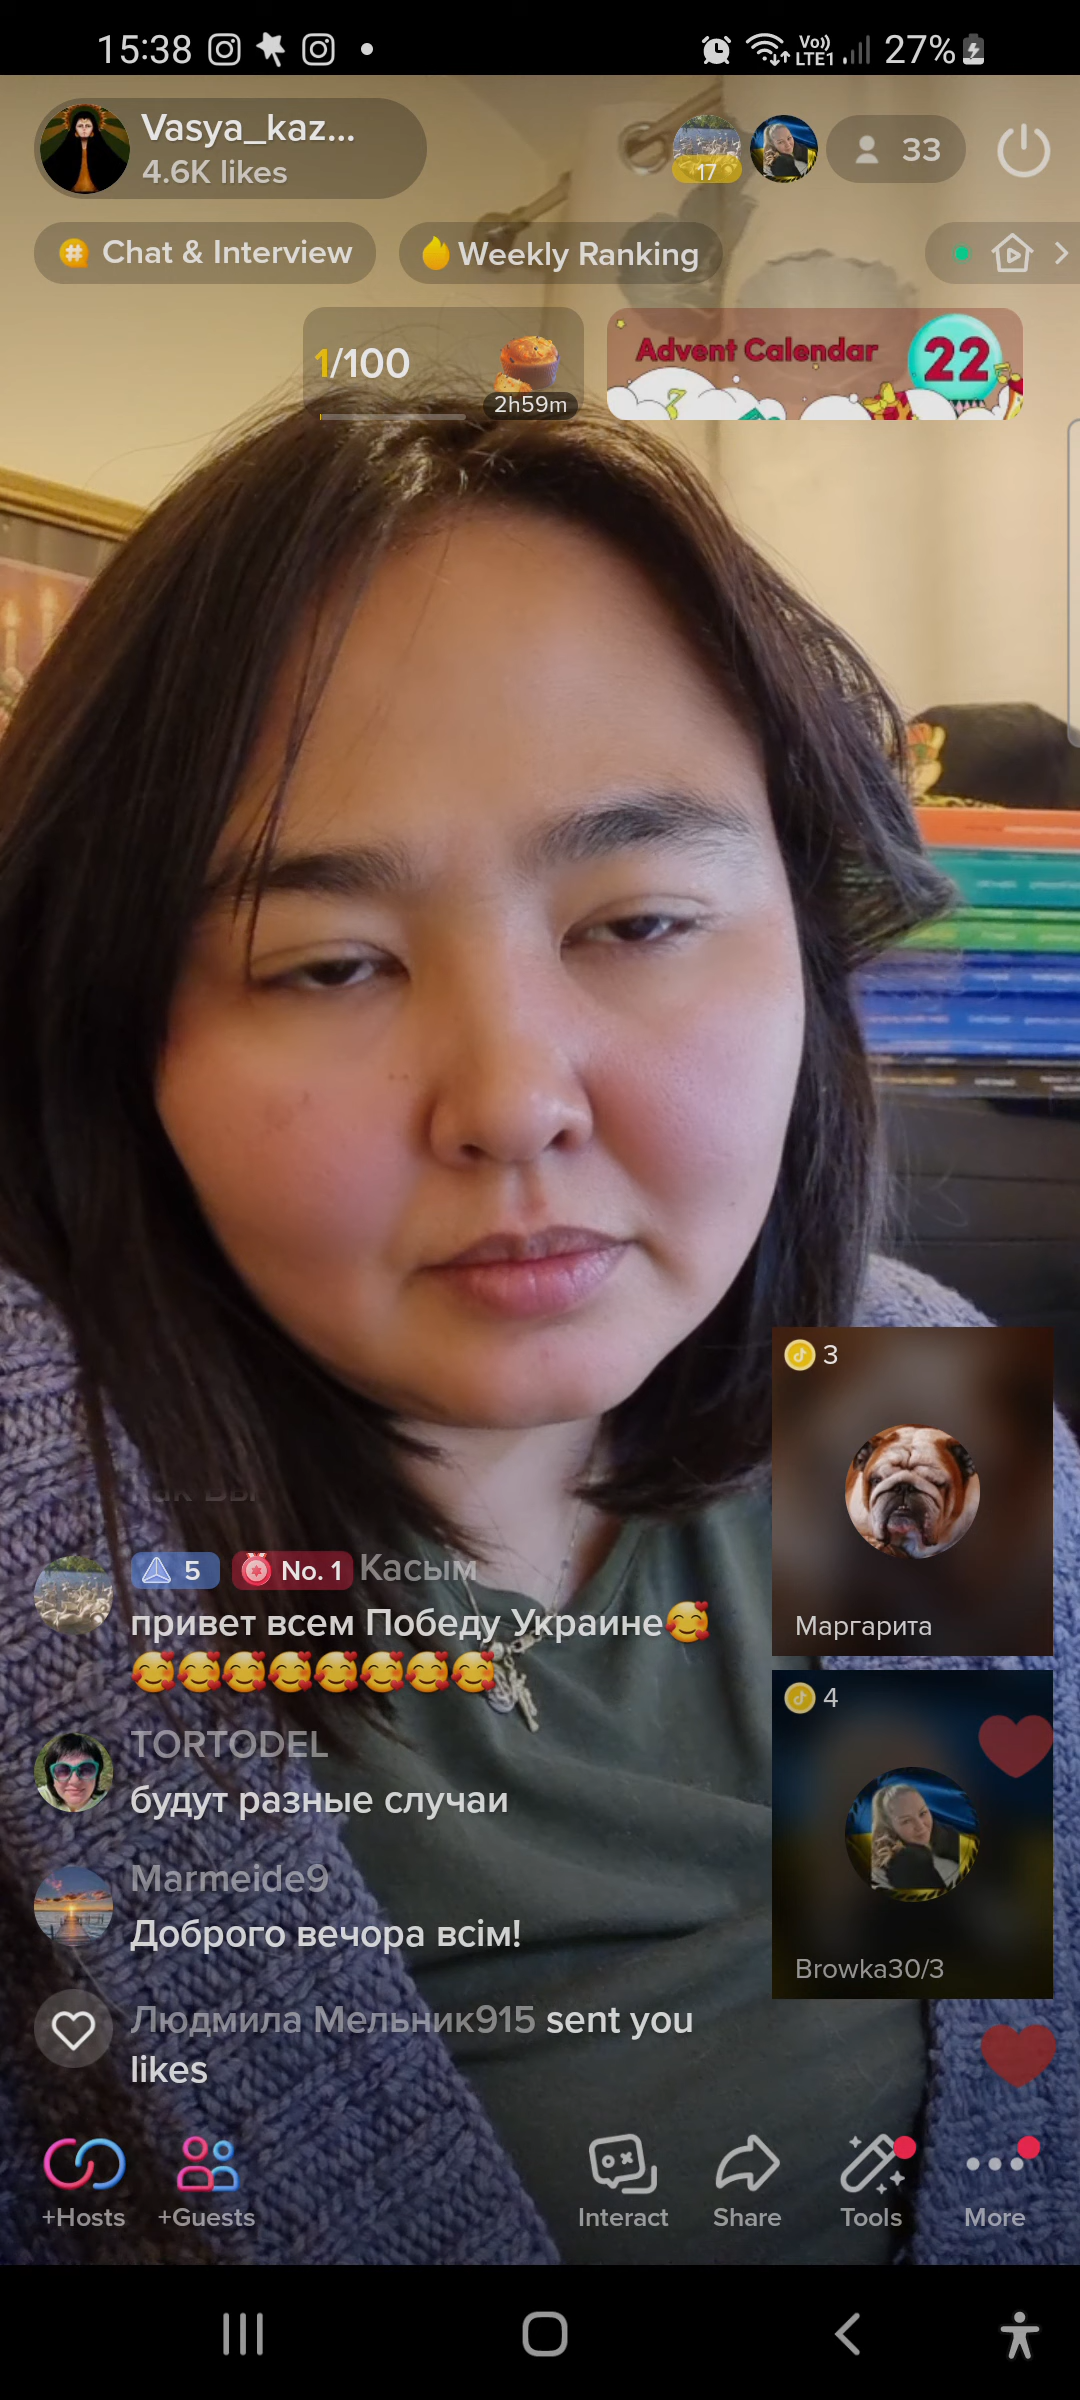 15:38
Vo))
LTE1
27%
Vasya_kaz...
4.6K likes
17
33
Chat & Interview
Weekly Ranking
1/100
2h59m
Advent Calendar
22
3
Маргарита
5 No. 1 Касым
привет всем Победу Украине🥰
🥰🥰🥰🥰🥰🥰🥰🥰
4
TORTODEL
будут разные случаи
Marmeide9
Доброго вечора всім!
Browka30/3
Людмила Мельник915 sent you
likes
+Hosts
+Guests
Interact
Share
Tools
More